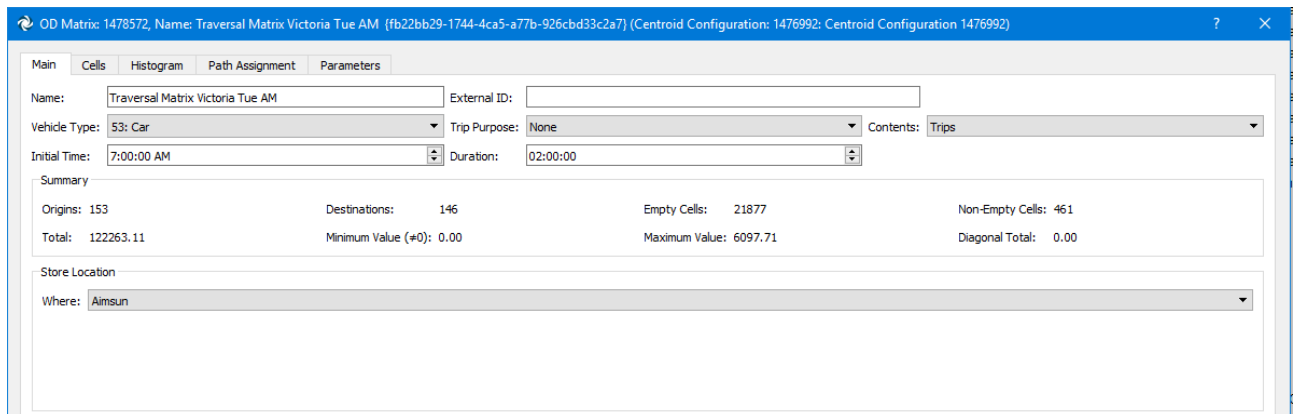 OD Matrix: 1478572, Name: Traversal Matrix Victoria Tue AM {fb22bb29-1744-4ca5-a77b-926cbd33c2a7} (Centroid Configuration: 1476992: Centroid Configuration 1476992) ? ×
Main Cells Histogram Path Assignment Parameters
Name: Traversal Matrix Victoria Tue AM External ID:
Vehicle Type: 53: Car Trip Purpose: None Contents: Trips
Initial Time: 7:00:00 AM Duration: 02:00:00
Summary
Origins: 153 Destinations: 146 Empty Cells: 21877 Non-Empty Cells: 461
Total: 122263.11 Minimum Value (≠0): 0.00 Maximum Value: 6097.71 Diagonal Total: 0.00
Store Location
Where: Aimsun